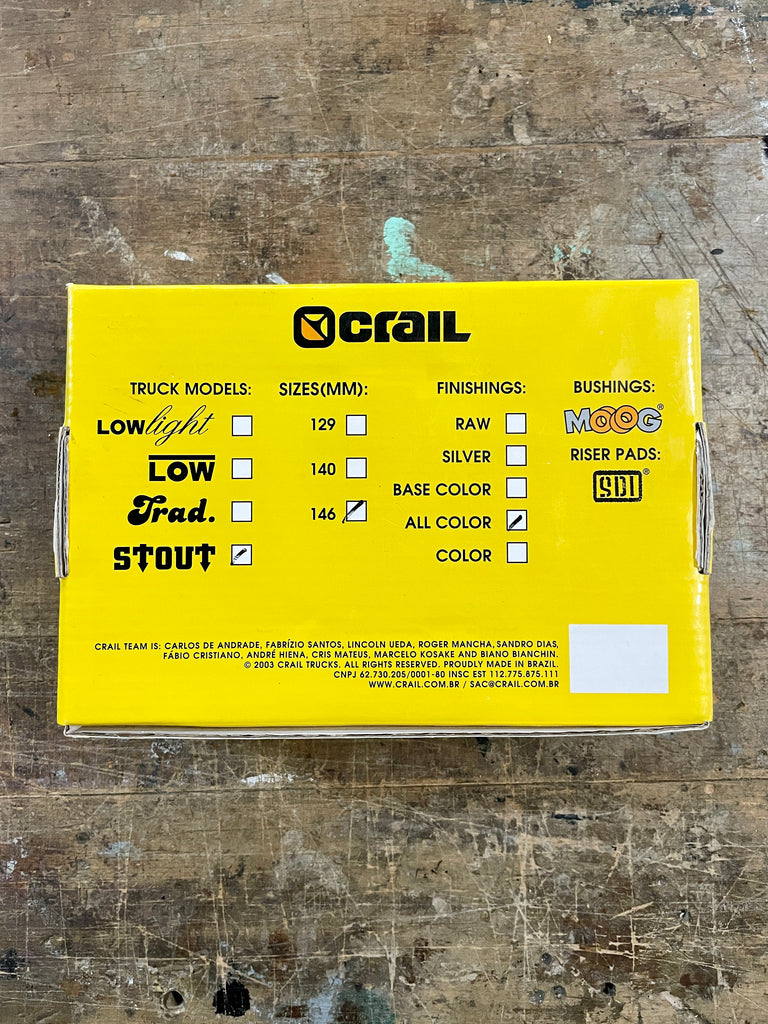 CRAIL
TRUCK MODELS:
LOWlight
LOW
Trad.
STOUT
SIZES(MM):
129
140
146
FINISHINGS:
RAW
SILVER
BASE COLOR
ALL COLOR
COLOR
BUSHINGS:
MOOG®
RISER PADS:
SDI®
CRAIL TEAM IS: CARLOS DE ANDRADE, FABRÍZIO SANTOS, LINCOLN UEDA, ROGER MANCHA, SANDRO DIAS,
FÁBIO CRISTIANO, ANDRÉ HIENA, CRIS MATEUS, MARCELO KOSAKE AND BIANO BIANCHIN.
© 2003 CRAIL TRUCKS. ALL RIGHTS RESERVED. PROUDLY MADE IN BRAZIL.
CNPJ 62.730.205/0001-80 INSC EST 112.775.875.111
WWW.CRAIL.COM.BR / SAC@CRAIL.COM.BR